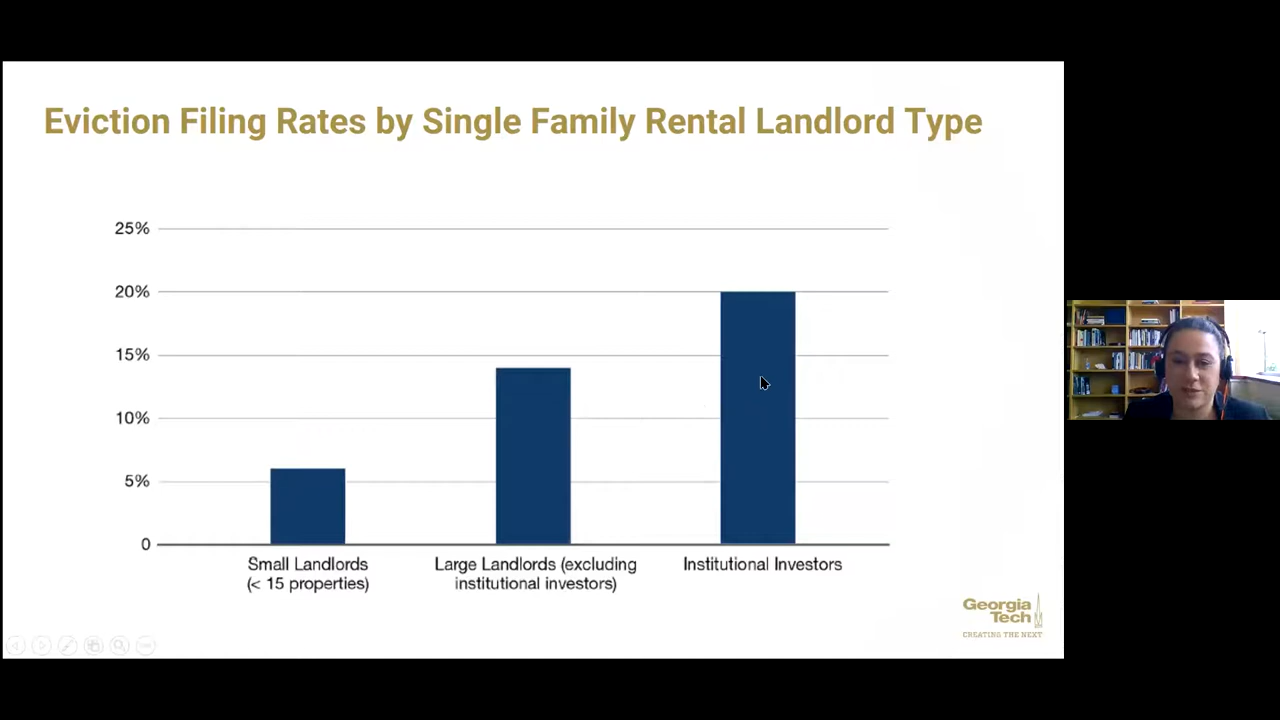 Eviction Filing Rates by Single Family Rental Landlord Type
25%
20%
15%
10%
5%
0
Small Landlords
(< 15 properties)
Large Landlords (excluding
institutional investors)
Institutional Investors
Georgia
Tech
CREATING THE NEXT